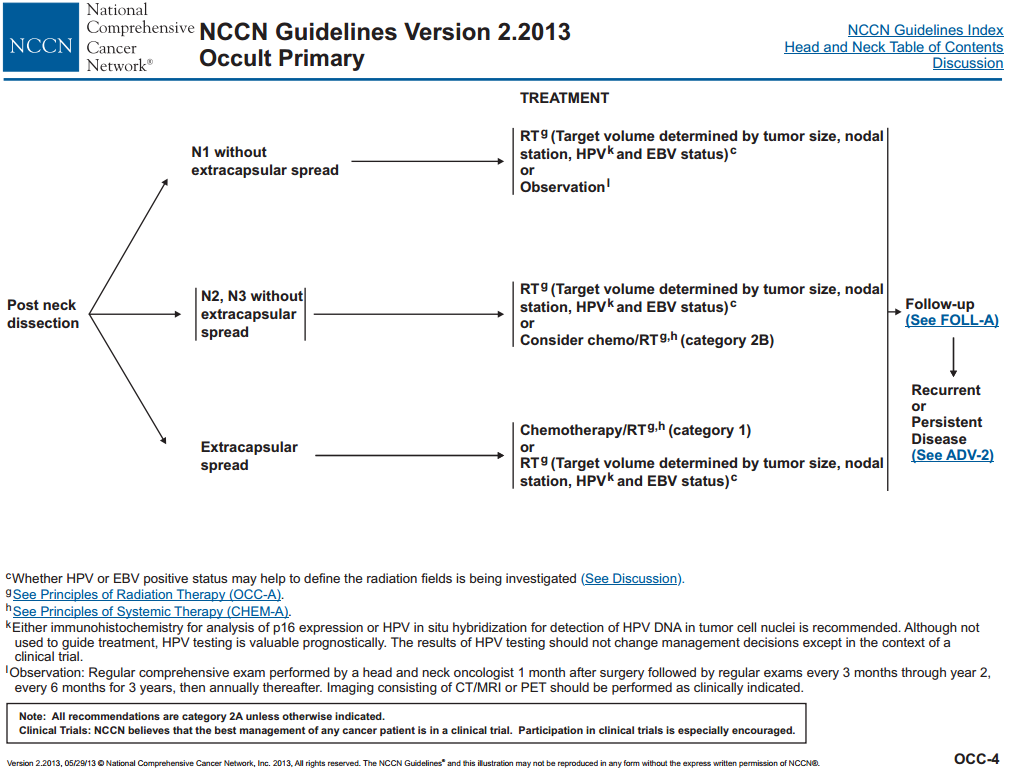 National
Comprehensive
Cancer
Network®
NCCN
NCCN Guidelines Version 2.2013
Occult Primary
NCCN Guidelines Index
Head and Neck Table of Contents
Discussion
TREATMENT
Post neck
dissection
N1 without
extracapsular spread
RTg (Target volume determined by tumor size, nodal
station, HPVk and EBV status)c
or
Observationl
N2, N3 without
extracapsular
spread
RTg (Target volume determined by tumor size, nodal
station, HPVk and EBV status)c
or
Consider chemo/RTg,h (category 2B)
Extracapsular
spread
Chemotherapy/RTg,h (category 1)
or
RTg (Target volume determined by tumor size, nodal
station, HPVk and EBV status)c
Follow-up
(See FOLL-A)
Recurrent
or
Persistent
Disease
(See ADV-2)
cWhether HPV or EBV positive status may help to define the radiation fields is being investigated (See Discussion).
gSee Principles of Radiation Therapy (OCC-A).
hSee Principles of Systemic Therapy (CHEM-A).
kEither immunohistochemistry for analysis of p16 expression or HPV in situ hybridization for detection of HPV DNA in tumor cell nuclei is recommended. Although not
used to guide treatment, HPV testing is valuable prognostically. The results of HPV testing should not change management decisions except in the context of a
clinical trial.
lObservation: Regular comprehensive exam performed by a head and neck oncologist 1 month after surgery followed by regular exams every 3 months through year 2,
every 6 months for 3 years, then annually thereafter. Imaging consisting of CT/MRI or PET should be performed as clinically indicated.
Note: All recommendations are category 2A unless otherwise indicated.
Clinical Trials: NCCN believes that the best management of any cancer patient is in a clinical trial. Participation in clinical trials is especially encouraged.
Version 2.2013, 05/29/13 © National Comprehensive Cancer Network, Inc. 2013, All rights reserved. The NCCN Guidelines® and this illustration may not be reproduced in any form without the express written permission of NCCN®.
OCC-4